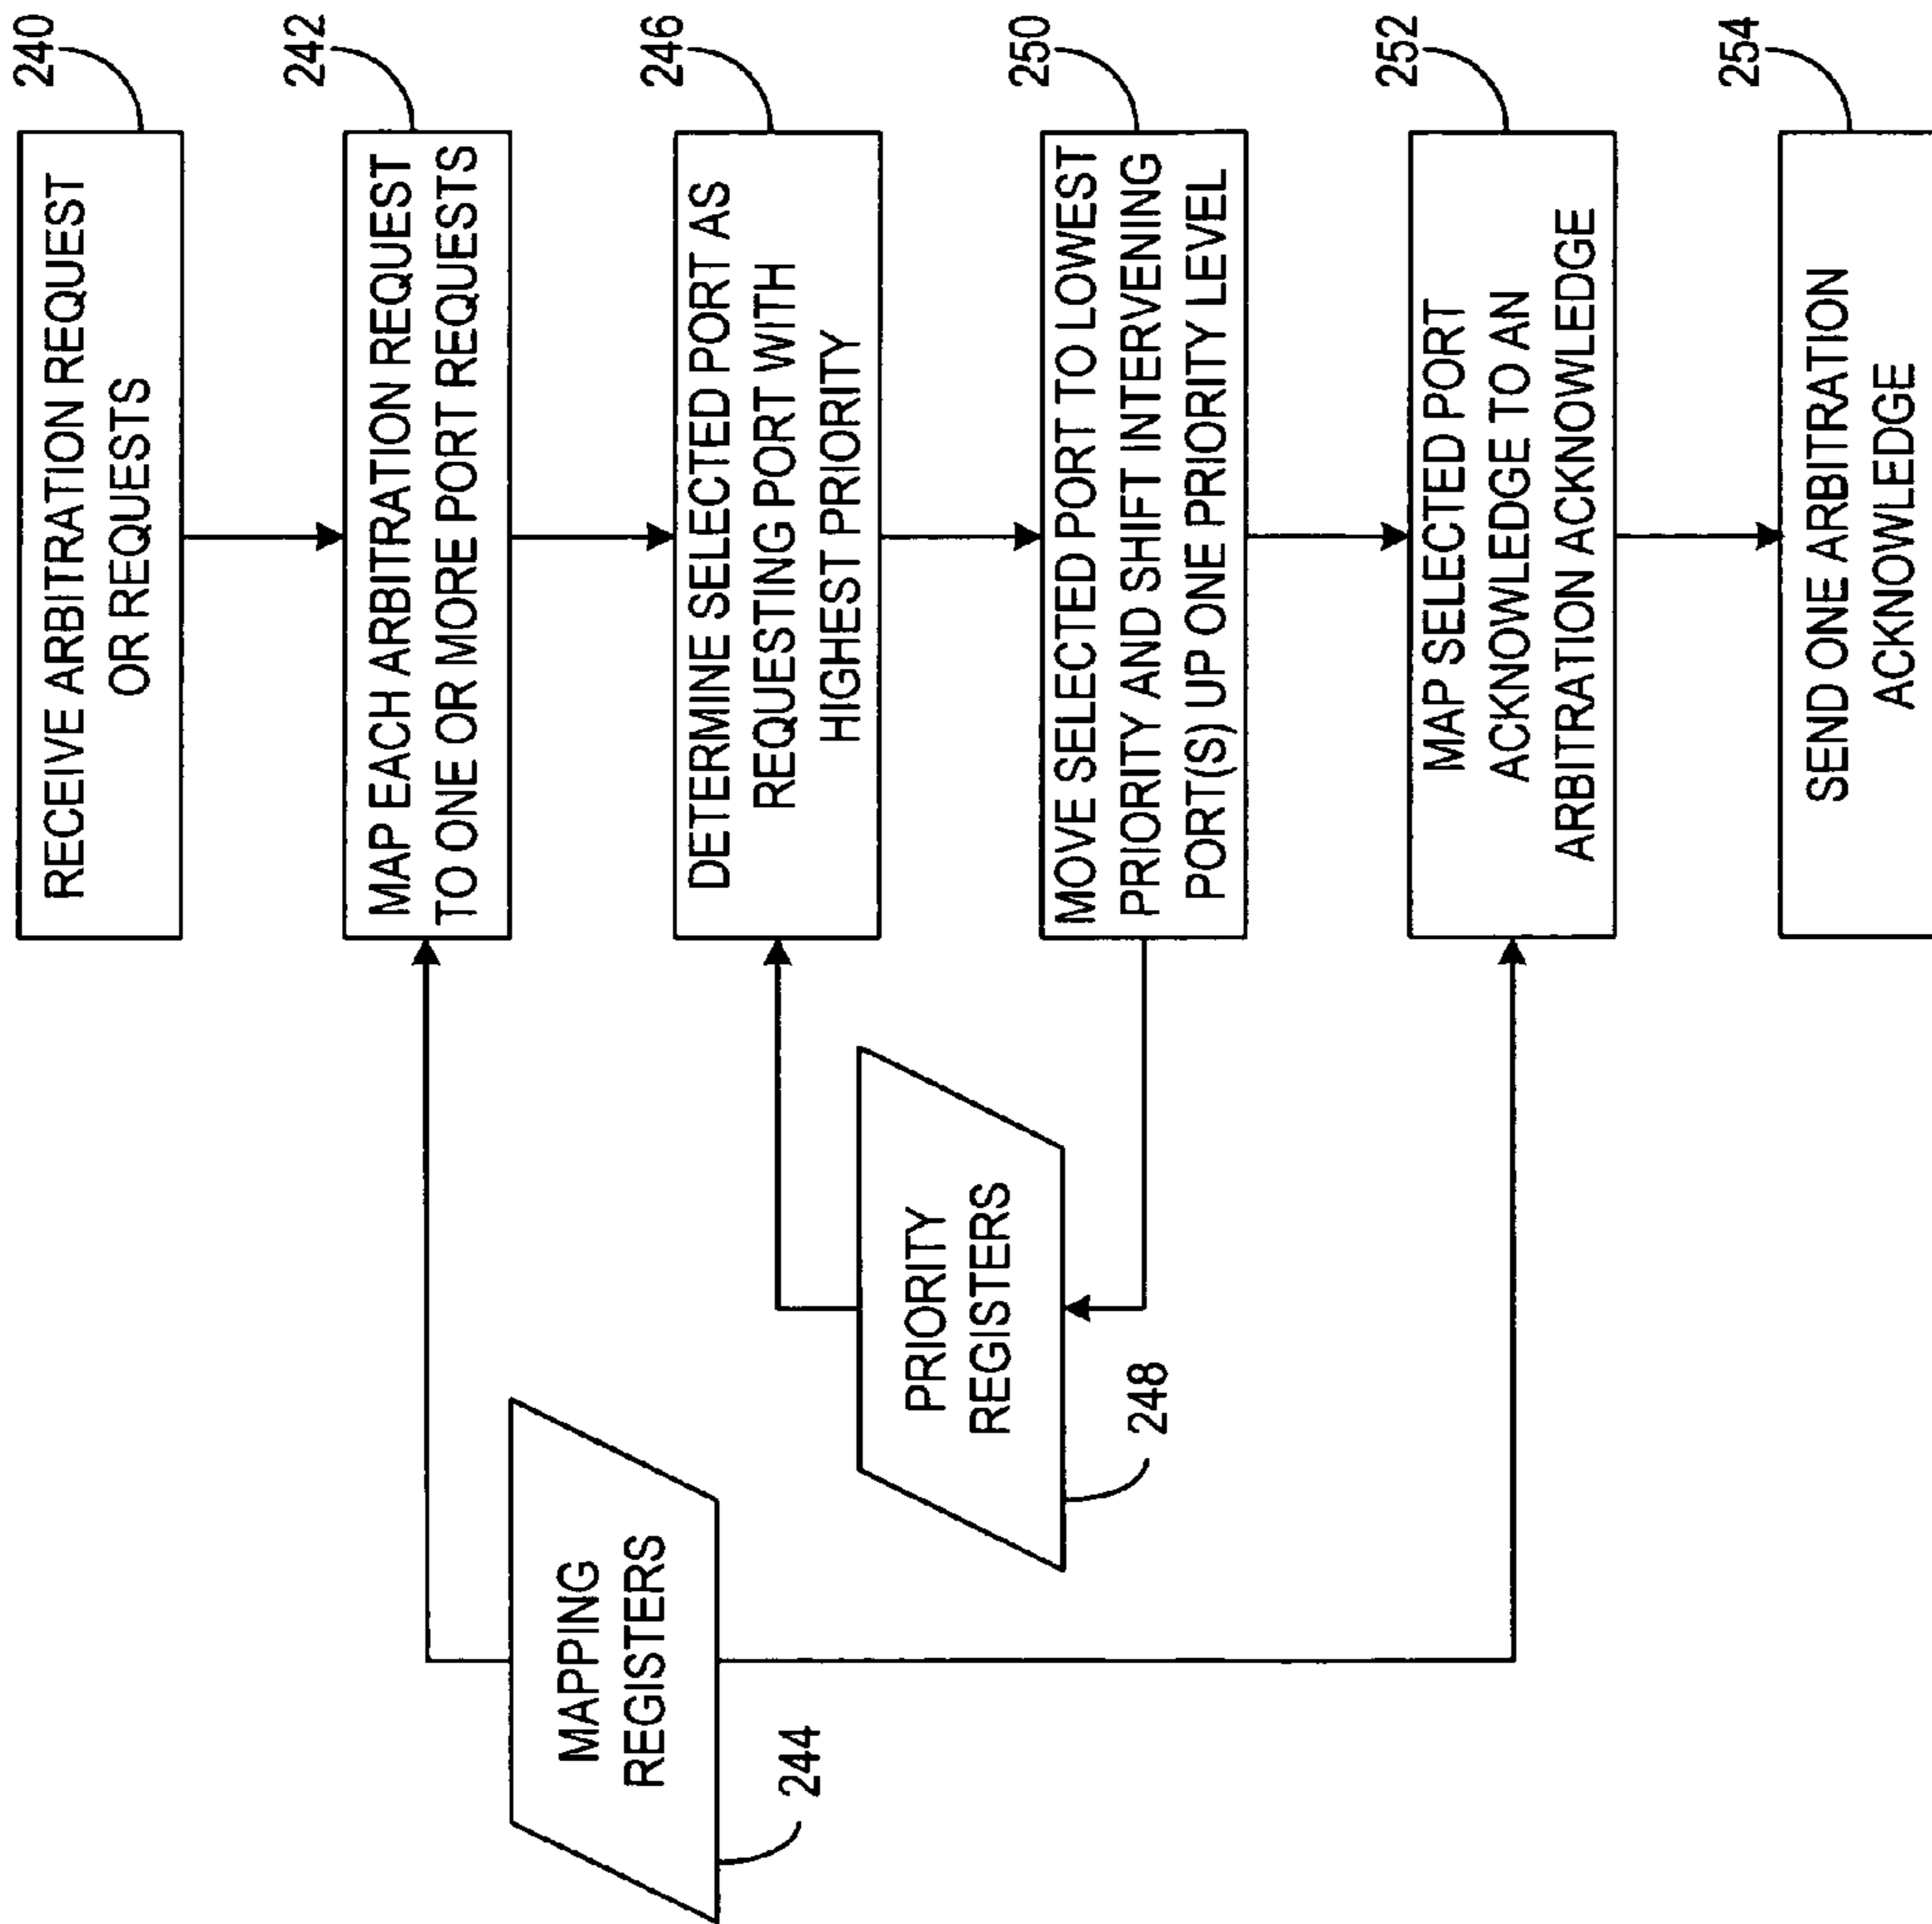 RECEIVE ARBITRATION REQUEST
OR REQUESTS
240
MAP EACH ARBITRATION REQUEST
TO ONE OR MORE PORT REQUESTS
242
MAPPING
REGISTERS
244
DETERMINE SELECTED PORT AS
REQUESTING PORT WITH
HIGHEST PRIORITY
246
PRIORITY
REGISTERS
248
MOVE SELECTED PORT TO LOWEST
PRIORITY AND SHIFT INTERVENING
PORT(S) UP ONE PRIORITY LEVEL
250
MAP SELECTED PORT
ACKNOWLEDGE TO AN
ARBITRATION ACKNOWLEDGE
252
SEND ONE ARBITRATION
ACKNOWLEDGE
254